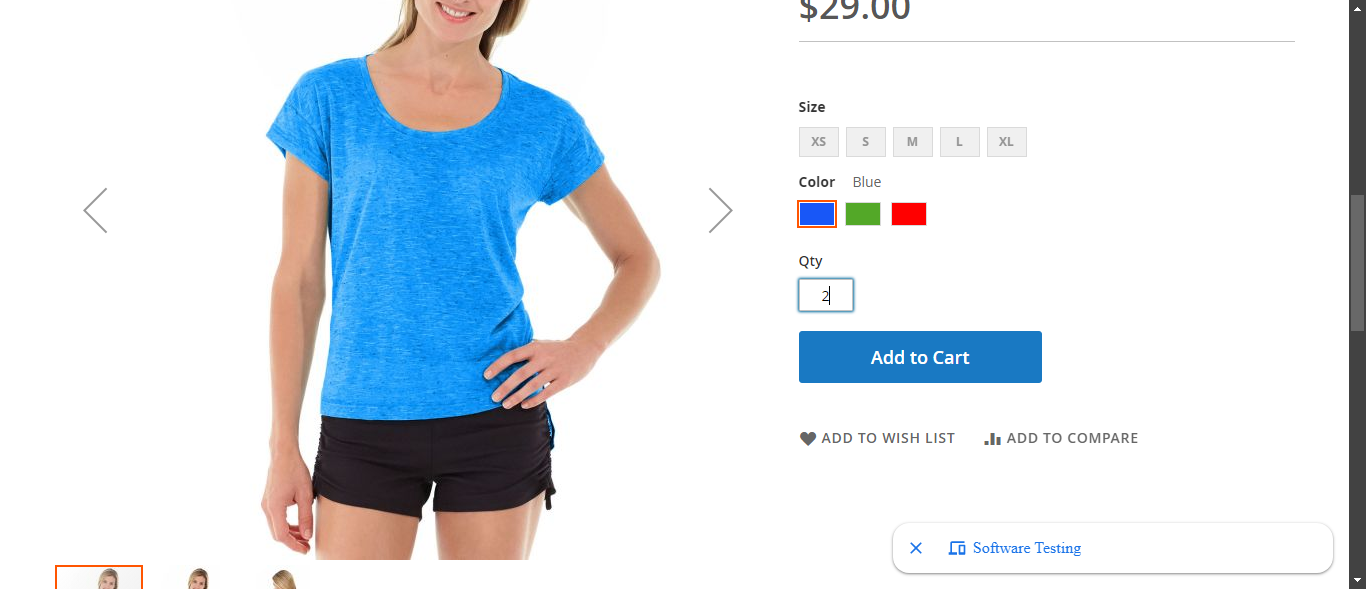 $29.00
Size
XS S M L XL
Color Blue
Qty
2
Add to Cart
ADD TO WISH LIST ADD TO COMPARE
Software Testing